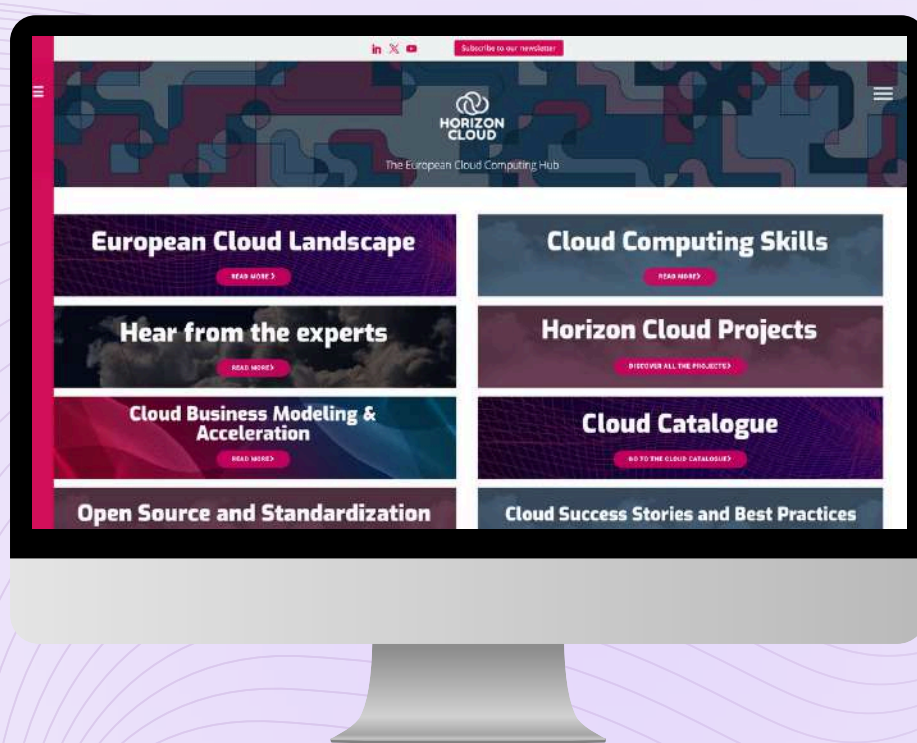 Subscribe to our newsletter
HORIZON
CLOUD
The European Cloud Computing Hub
European Cloud Landscape
READ MORE
Cloud Computing Skills
READ MORE
Hear from the experts
READ MORE
Horizon Cloud Projects
DISCOVER ALL THE PROJECTS
Cloud Business Modeling &
Acceleration
READ MORE
Cloud Catalogue
GO TO THE CLOUD CATALOGUE
Open Source and Standardization
Cloud Success Stories and Best Practices